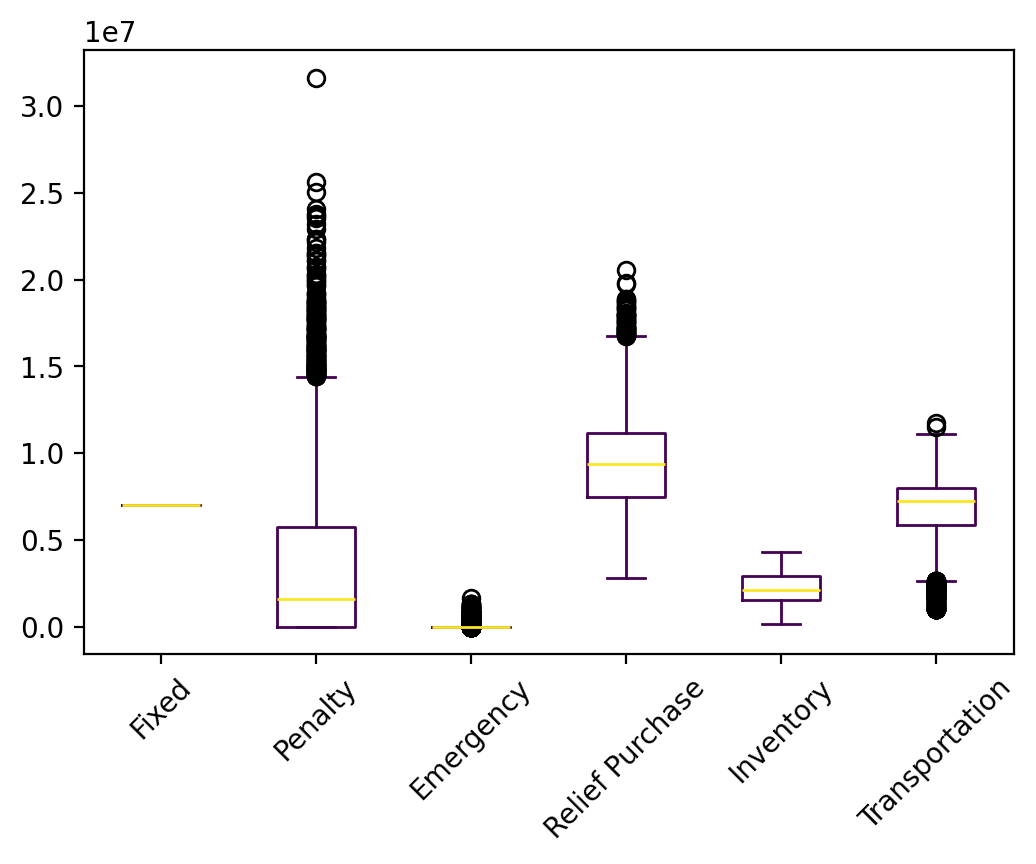 1e7
3.0
2.5
2.0
1.5
1.0
0.5
0.0
Fixed
Penalty
Emergency
Relief Purchase
Inventory
Transportation